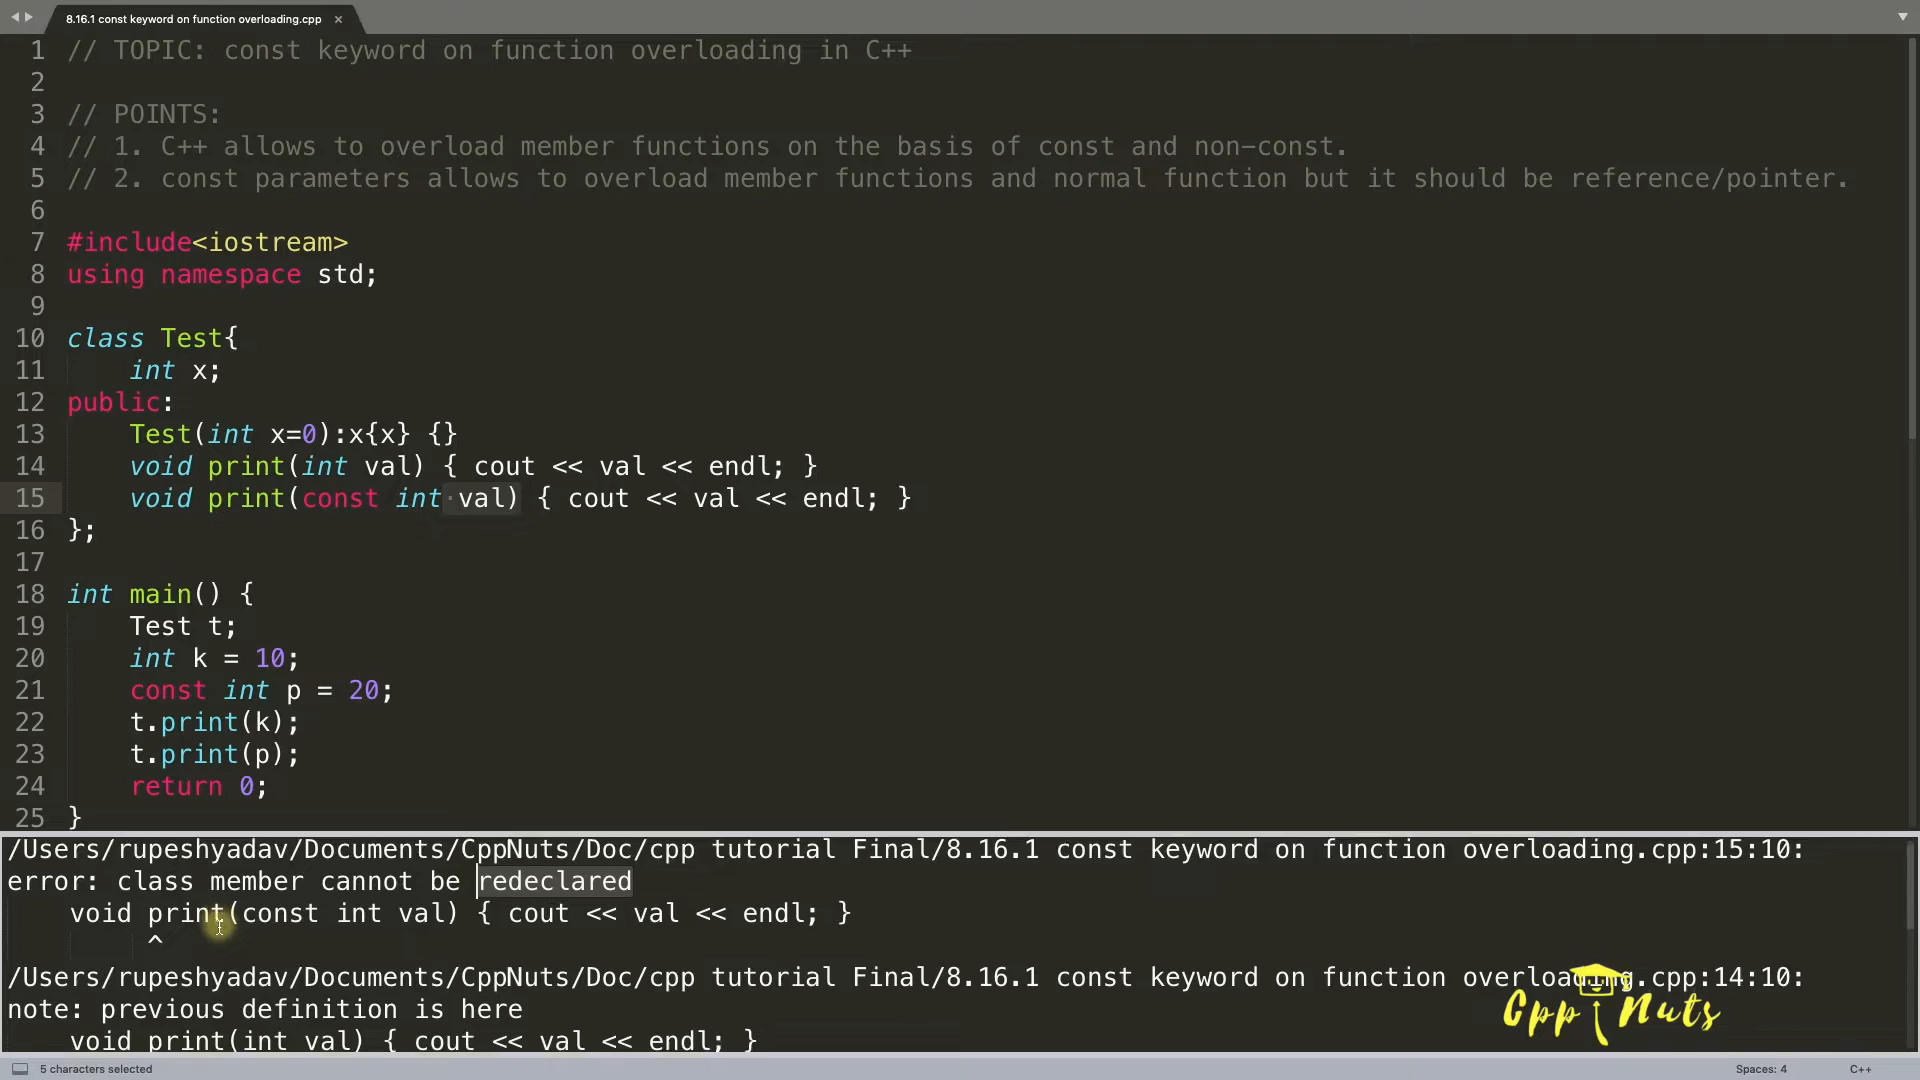 8.16.1 const keyword on function overloading.cpp ×
1 // TOPIC: const keyword on function overloading in C++
2
3 // POINTS:
4 // 1. C++ allows to overload member functions on the basis of const and non-const.
5 // 2. const parameters allows to overload member functions and normal function but it should be reference/pointer.
6
7 #include<iostream>
8 using namespace std;
9
10 class Test{
11 int x;
12 public:
13 Test(int x=0):x{x} {}
14 void print(int val) { cout << val << endl; }
15 void print(const int val) { cout << val << endl; }
16 };
17
18 int main() {
19 Test t;
20 int k = 10;
21 const int p = 20;
22 t.print(k);
23 t.print(p);
24 return 0;
25 }
/Users/rupeshyadav/Documents/CppNuts/Doc/cpp tutorial Final/8.16.1 const keyword on function overloading.cpp:15:10:
error: class member cannot be redeclared
void print(const int val) { cout << val << endl; }
^
/Users/rupeshyadav/Documents/CppNuts/Doc/cpp tutorial Final/8.16.1 const keyword on function overloading.cpp:14:10:
note: previous definition is here
Cpp Nuts
void print(int val) { cout << val << endl; }
5 characters selected Spaces: 4 C++